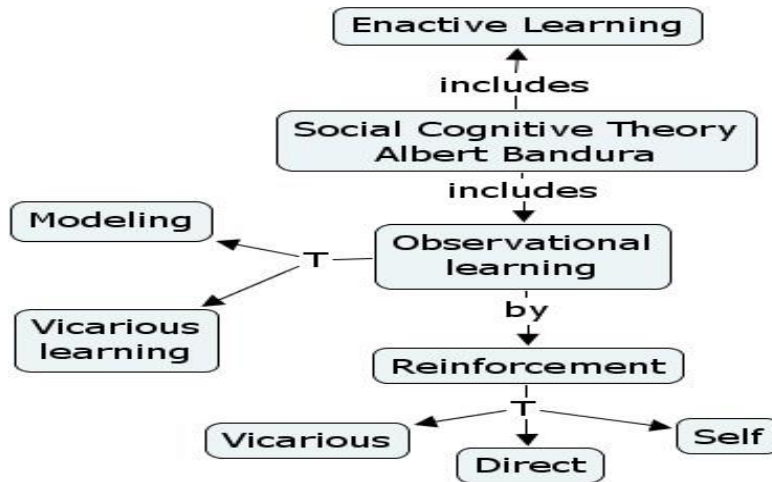 Enactive Learning
includes
Social Cognitive Theory
Albert Bandura
includes
Modeling
Observational
learning
T
Vicarious
learning
by
Reinforcement
T
Vicarious
Direct
Self